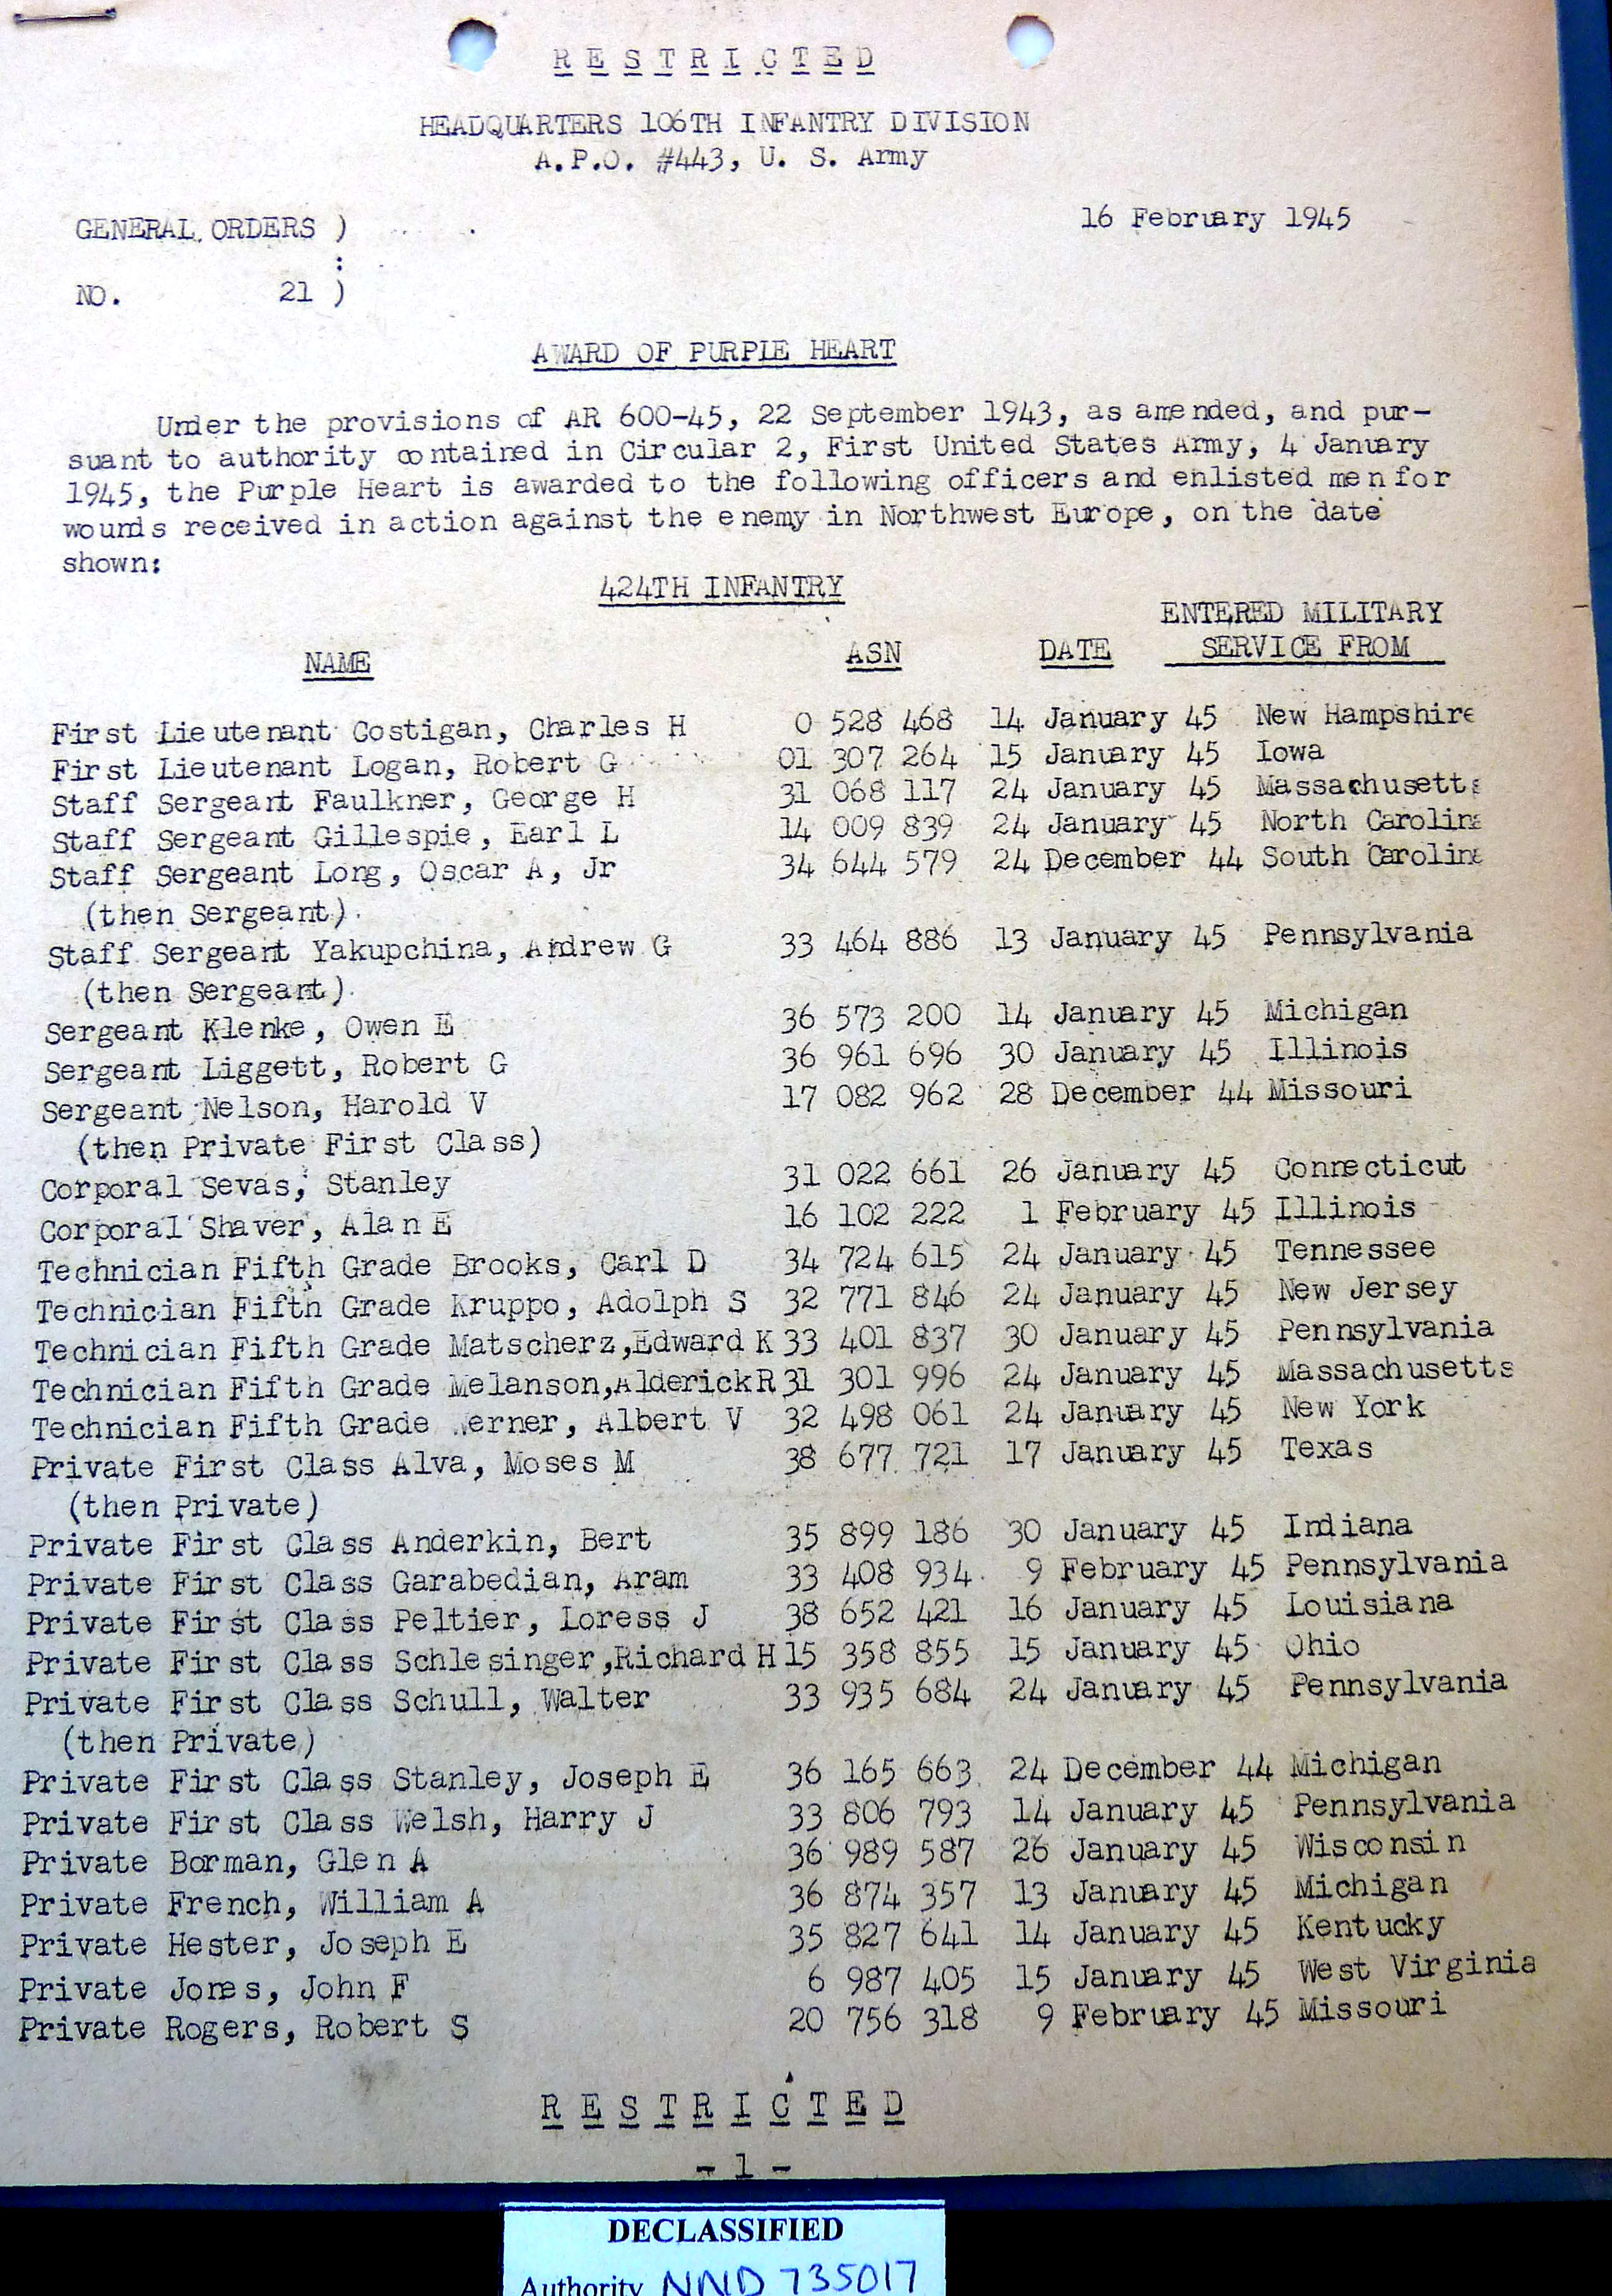 RESTRICTED
HEADQUARTERS 106TH INFANTRY DIVISION
A.P.O. #443, U. S. Army
GENERAL ORDERS ) 16 February 1945
:
NO. 21 )
AWARD OF PURPLE HEART
Under the provisions of AR 600-45, 22 September 1943, as amended, and pur-
suant to authority contained in Circular 2, First United States Army, 4 January
1945, the Purple Heart is awarded to the following officers and enlisted men for
wounds received in action against the enemy in Northwest Europe, on the date
shown:
424TH INFANTRY
ENTERED MILITARY
NAME ASN DATE SERVICE FROM
First Lieutenant Costigan, Charles H 0 528 468 14 January 45 New Hampshire
First Lieutenant Logan, Robert G 01 307 264 15 January 45 Iowa
Staff Sergeant Faulkner, George H 31 068 117 24 January 45 Massachusetts
Staff Sergeant Gillespie, Earl L 14 009 839 24 January 45 North Carolina
Staff Sergeant Long, Oscar A, Jr 34 644 579 24 December 44 South Carolina
(then Sergeant)
Staff Sergeant Yakupchina, Andrew G 33 464 886 13 January 45 Pennsylvania
(then Sergeant)
Sergeant Klenke, Owen E 36 573 200 14 January 45 Michigan
Sergeant Liggett, Robert G 36 961 696 30 January 45 Illinois
Sergeant Nelson, Harold V 17 082 962 28 December 44 Missouri
(then Private First Class)
Corporal Sevas, Stanley 31 022 661 26 January 45 Connecticut
Corporal Shaver, Alan E 16 102 222 1 February 45 Illinois
Technician Fifth Grade Brooks, Carl D 34 724 615 24 January 45 Tennessee
Technician Fifth Grade Kruppo, Adolph S 32 771 846 24 January 45 New Jersey
Technician Fifth Grade Matscherz,Edward K 33 401 837 30 January 45 Pennsylvania
Technician Fifth Grade Melanson,Alderick R 31 301 996 24 January 45 Massachusetts
Technician Fifth Grade Albert V 32 498 061 24 January 45 New York
Private First Class Alva, Moses M 38 677 721 17 January 45 Texas
(then Private)
Private First Class Anderkin, Bert 35 899 186 30 January 45 Indiana
Private First Class Garabedian, Aram 33 408 934 9 February 45 Pennsylvania
Private First Class Peltier, Loress J 38 652 421 16 January 45 Louisiana
Private First Class Schlesinger,Richard H 15 358 855 15 January 45 Ohio
Private First Class Schull, Walter 33 935 684 24 January 45 Pennsylvania
(then Private)
Private First Class Stanley, Joseph E 36 165 663 24 December 44 Michigan
Private First Class Welsh, Harry J 33 806 793 14 January 45 Pennsylvania
Private Borman, Glen A 36 989 587 26 January 45 Wisconsin
Private French, William A 36 874 357 13 January 45 Michigan
Private Hester, Joseph E 35 827 641 14 January 45 Kentucky
Private Jones, John F 6 987 405 15 January 45 West Virginia
Private Rogers, Robert S 20 756 318 9 February 45 Missouri
RESTRICTED
- 1 -
DECLASSIFIED
Authority NND 735017